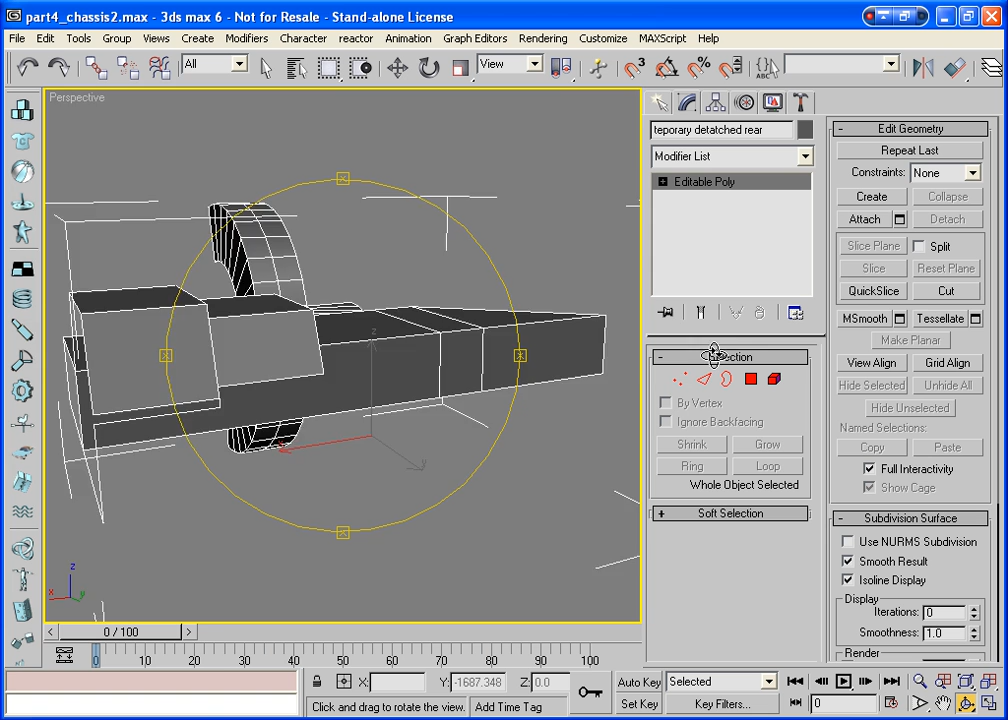 part4_chassis2.max - 3ds max 6 - Not for Resale - Stand-alone License
File Edit Tools Group Views Create Modifiers Character reactor Animation Graph Editors Rendering Customize MAXScript Help
All View
Perspective
teporary detatched rear
Modifier List
Editable Poly
- Selection
By Vertex
Ignore Backfacing
Shrink Grow
Ring Loop
Whole Object Selected
+ Soft Selection
- Edit Geometry
Repeat Last
Constraints: None
Create Collapse
Attach Detach
Slice Plane Split
Slice Reset Plane
QuickSlice Cut
MSmooth Tessellate
Make Planar
View Align Grid Align
Hide Selected Unhide All
Hide Unselected
Named Selections:
Copy Paste
Full Interactivity
Show Cage
- Subdivision Surface
Use NURMS Subdivision
Smooth Result
Isoline Display
Display
Iterations: 0
Smoothness: 1.0
Render
z
x
y
z
x
y
< 0 / 100 >
0 10 20 30 40 50 60 70 80 90 100
X: Y: -1687.348 Z: 0.0
Auto Key Selected
Click and drag to rotate the view. Add Time Tag
Set Key Key Filters... 0